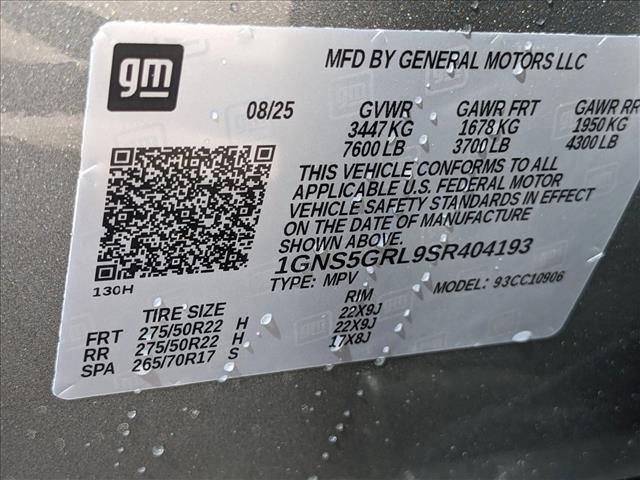 gm
MFD BY GENERAL MOTORS LLC
08/25 GVWR GAWR FRT GAWR RR
3447 KG 1678 KG 1950 KG
7600 LB 3700 LB 4300 LB
THIS VEHICLE CONFORMS TO ALL
APPLICABLE U.S. FEDERAL MOTOR
VEHICLE SAFETY STANDARDS IN EFFECT
ON THE DATE OF MANUFACTURE
SHOWN ABOVE.
1GNS5GRL9SR404193
130H TYPE: MPV MODEL: 93CC10906
TIRE SIZE RIM
FRT 275/50R22 H 22X9J
RR 275/50R22 H 22X9J
SPA 265/70R17 S 17X8J